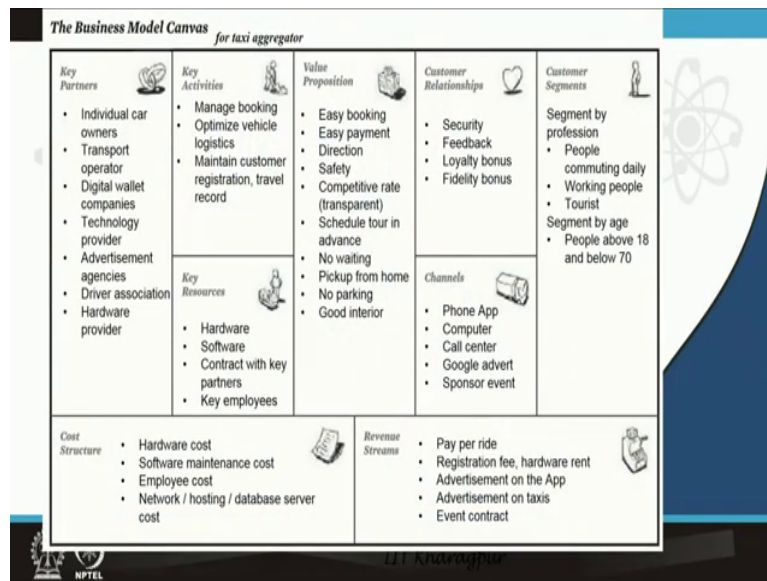 The Business Model Canvas
for taxi aggregator
Key
Partners
• Individual car
owners
• Transport
operator
• Digital wallet
companies
• Technology
provider
• Advertisement
agencies
• Driver association
• Hardware
provider
Key
Activities
• Manage booking
• Optimize vehicle
logistics
• Maintain customer
registration, travel
record
Key
Resources
• Hardware
• Software
• Contract with key
partners
• Key employees
Value
Proposition
• Easy booking
• Easy payment
• Direction
• Safety
• Competitive rate
(transparent)
• Schedule tour in
advance
• No waiting
• Pickup from home
• No parking
• Good interior
Customer
Relationships
• Security
• Feedback
• Loyalty bonus
• Fidelity bonus
Channels
• Phone App
• Computer
• Call center
• Google advert
• Sponsor event
Customer
Segments
Segment by
profession
• People
commuting daily
• Working people
• Tourist
Segment by age
• People above 18
and below 70
Cost
Structure
• Hardware cost
• Software maintenance cost
• Employee cost
• Network / hosting / database server
cost
Revenue
Streams
• Pay per ride
• Registration fee, hardware rent
• Advertisement on the App
• Advertisement on taxis
• Event contract
NPTEL
IIT Kharagpur